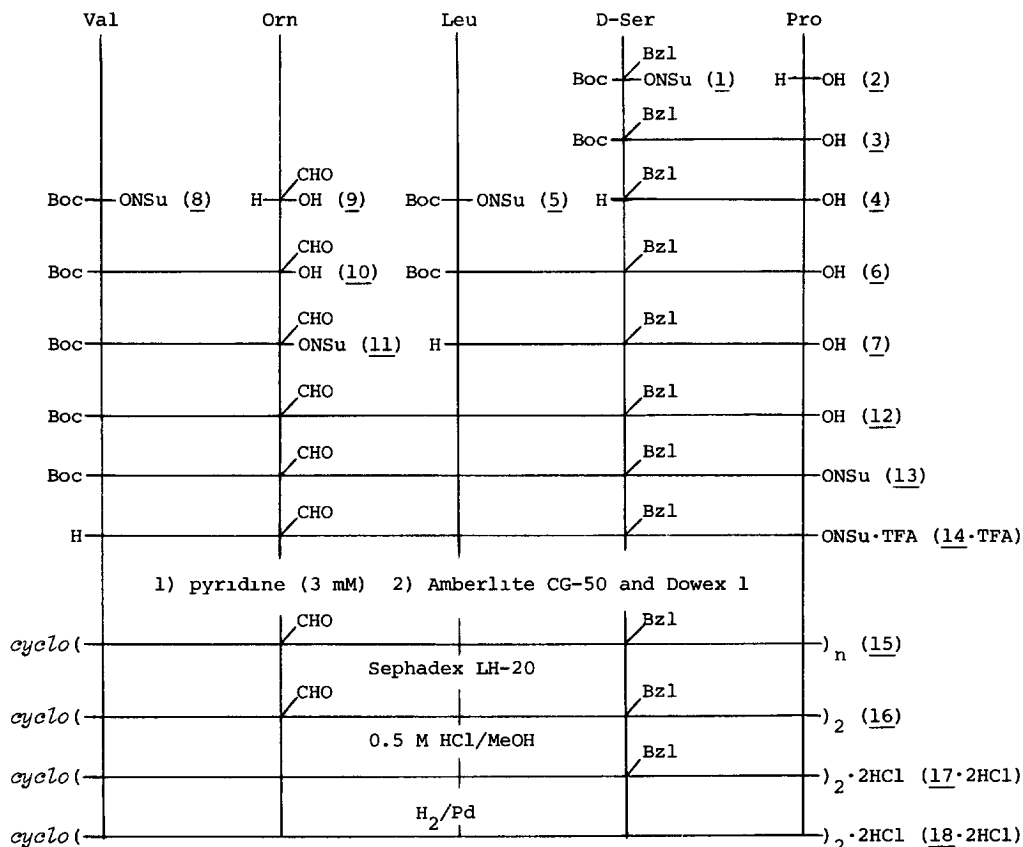 Val Orn Leu D-Ser Pro
Bzl
Boc ONSu (1) H OH (2)
Bzl
Boc OH (3)
CHO Bzl
Boc ONSu (8) H OH (9) Boc ONSu (5) H OH (4)
CHO Bzl
Boc OH (10) Boc OH (6)
CHO Bzl
Boc ONSu (11) H OH (7)
CHO Bzl
Boc OH (12)
CHO Bzl
Boc ONSu (13)
CHO Bzl
H ONSu·TFA (14·TFA)
1) pyridine (3 mM) 2) Amberlite CG-50 and Dowex 1
CHO Bzl
cyclo( )n (15)
Sephadex LH-20
CHO Bzl
cyclo( )2 (16)
0.5 M HCl/MeOH
Bzl
cyclo( )2·2HCl (17·2HCl)
H2/Pd
cyclo( )2·2HCl (18·2HCl)